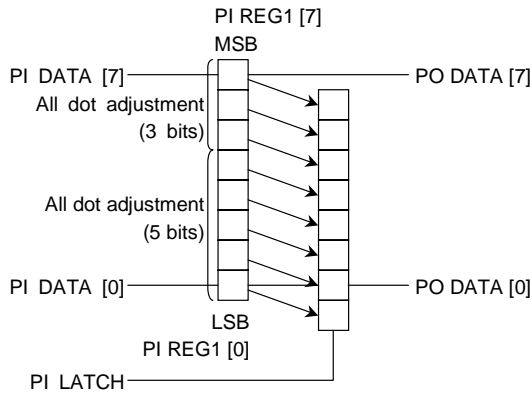 PI REG1 [7]
MSB
PI DATA [7]
PO DATA [7]
All dot adjustment
(3 bits)
All dot adjustment
(5 bits)
PI DATA [0]
PO DATA [0]
LSB
PI REG1 [0]
PI LATCH